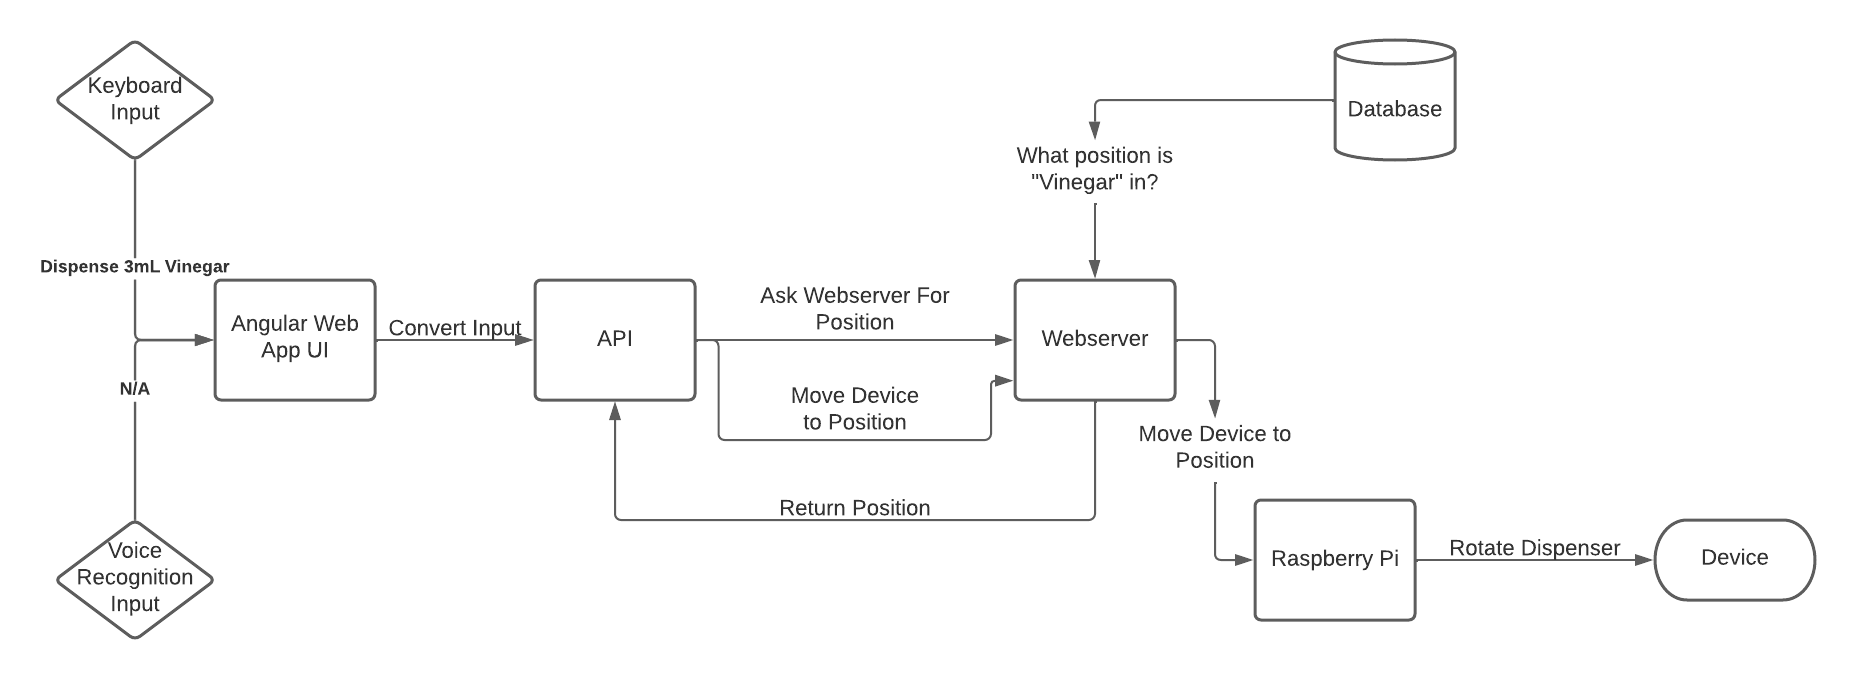 Keyboard
Input
Dispense 3mL Vinegar
N/A
Voice
Recognition
Input
Angular Web
App UI
Convert Input
API
Ask Webserver For
Position
Move Device
to Position
Return Position
Database
What position is
"Vinegar" in?
Webserver
Move Device to
Position
Raspberry Pi
Rotate Dispenser
Device